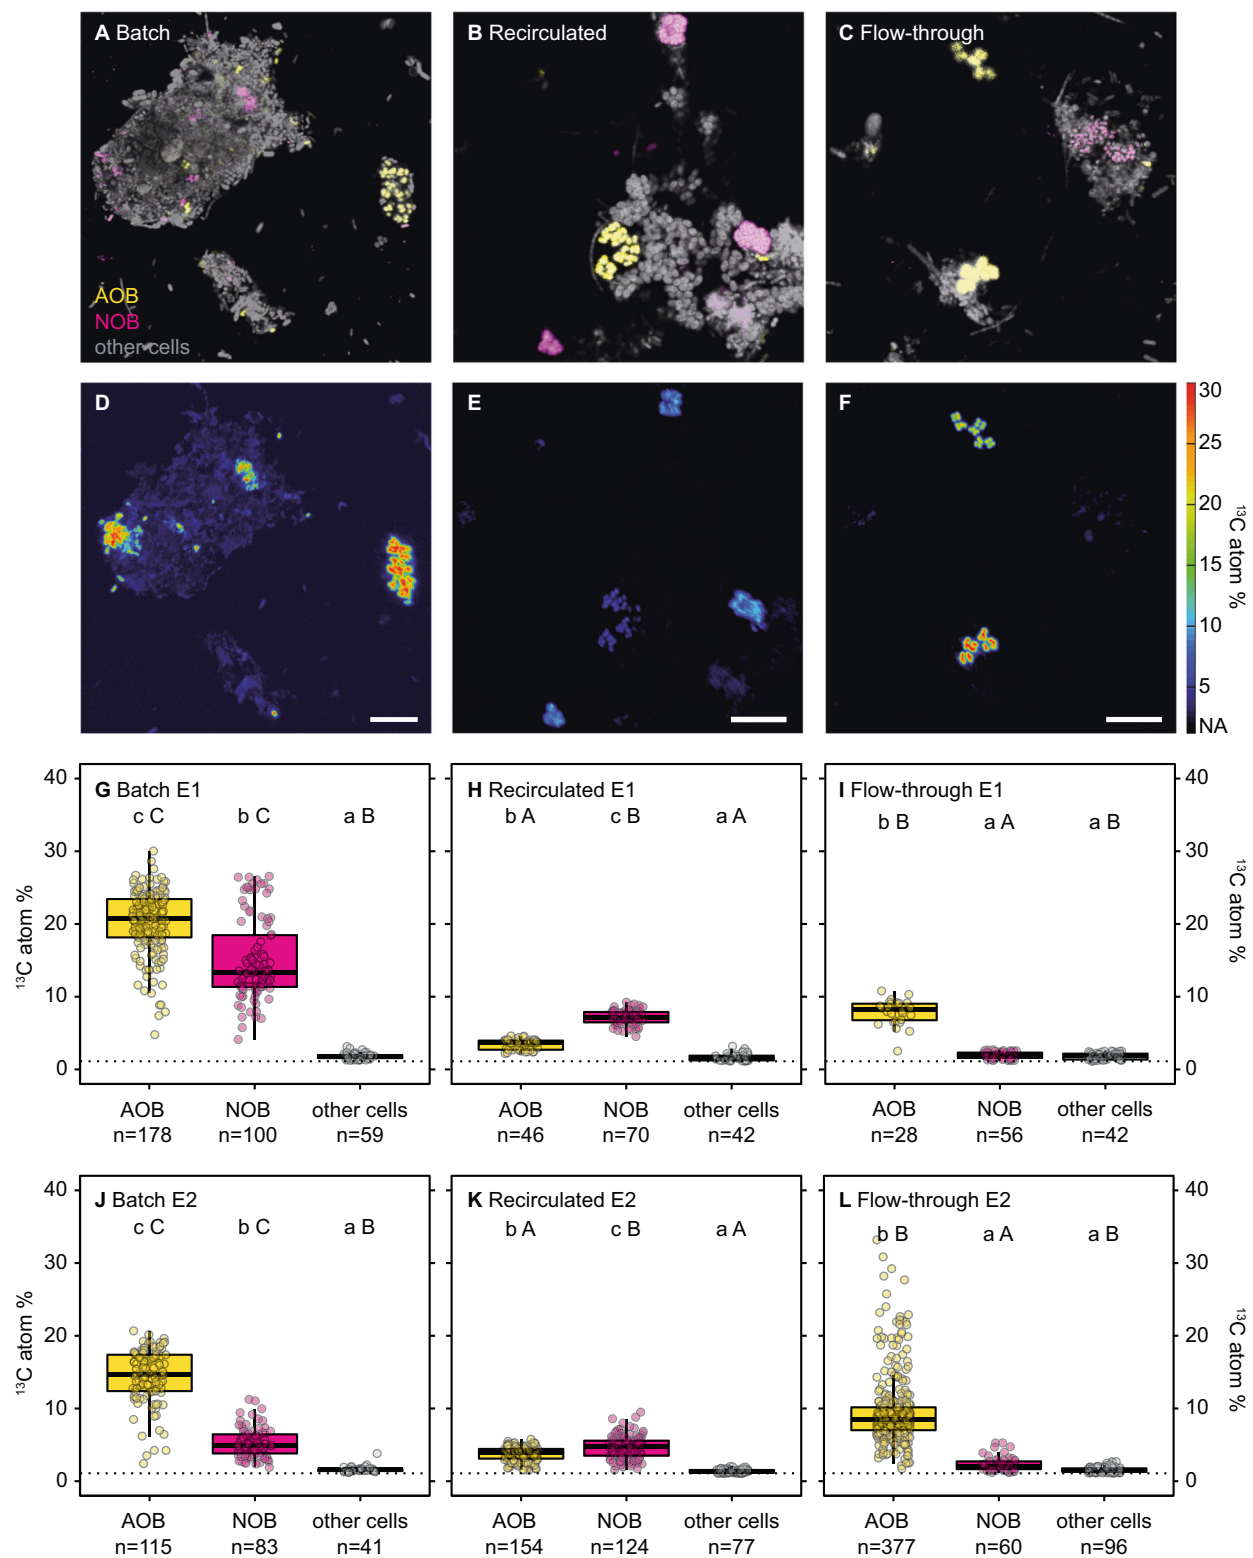 A Batch
B Recirculated
C Flow-through
AOB
NOB
other cells
D
E
F
30
25
20
15
10
5
NA
13C atom %
G Batch E1
c C b C a B
H Recirculated E1
b A c B a A
I Flow-through E1
b B a A a B
40
30
20
10
0
13C atom %
40
30
20
10
0
13C atom %
AOB NOB other cells
n=178 n=100 n=59
AOB NOB other cells
n=46 n=70 n=42
AOB NOB other cells
n=28 n=56 n=42
J Batch E2
c C b C a B
K Recirculated E2
b A c B a A
L Flow-through E2
b B a A a B
40
30
20
10
0
13C atom %
40
30
20
10
0
13C atom %
AOB NOB other cells
n=115 n=83 n=41
AOB NOB other cells
n=154 n=124 n=77
AOB NOB other cells
n=377 n=60 n=96